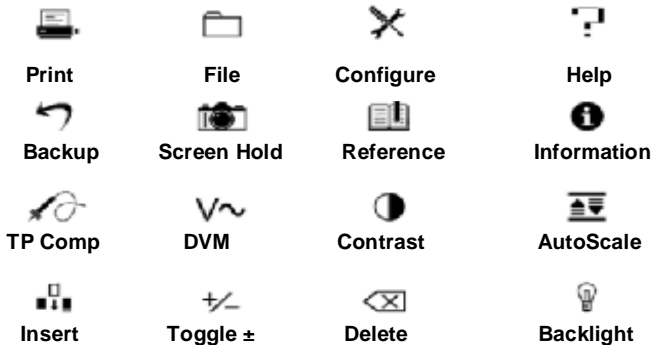 Print File Configure Help
Backup Screen Hold Reference Information
V~
TP Comp DVM Contrast AutoScale
+/–
Insert Toggle ± Delete Backlight